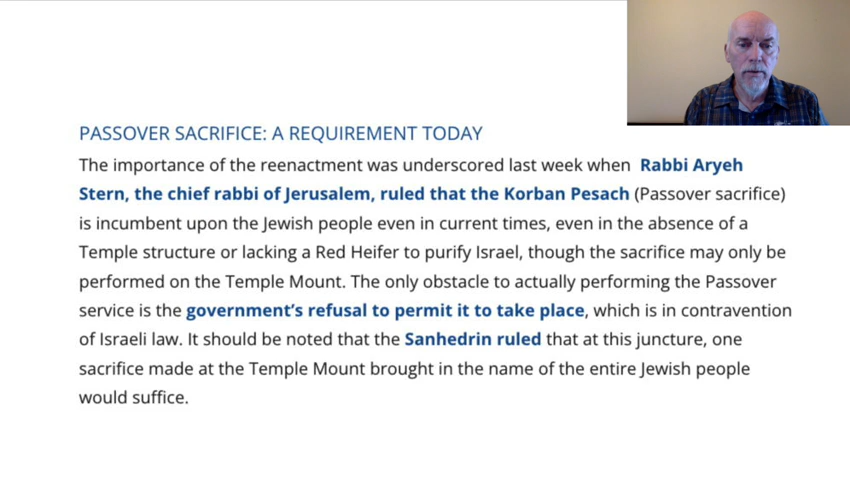 PASSOVER SACRIFICE: A REQUIREMENT TODAY
The importance of the reenactment was underscored last week when Rabbi Aryeh
Stern, the chief rabbi of Jerusalem, ruled that the Korban Pesach (Passover sacrifice)
is incumbent upon the Jewish people even in current times, even in the absence of a
Temple structure or lacking a Red Heifer to purify Israel, though the sacrifice may only be
performed on the Temple Mount. The only obstacle to actually performing the Passover
service is the government's refusal to permit it to take place, which is in contravention
of Israeli law. It should be noted that the Sanhedrin ruled that at this juncture, one
sacrifice made at the Temple Mount brought in the name of the entire Jewish people
would suffice.